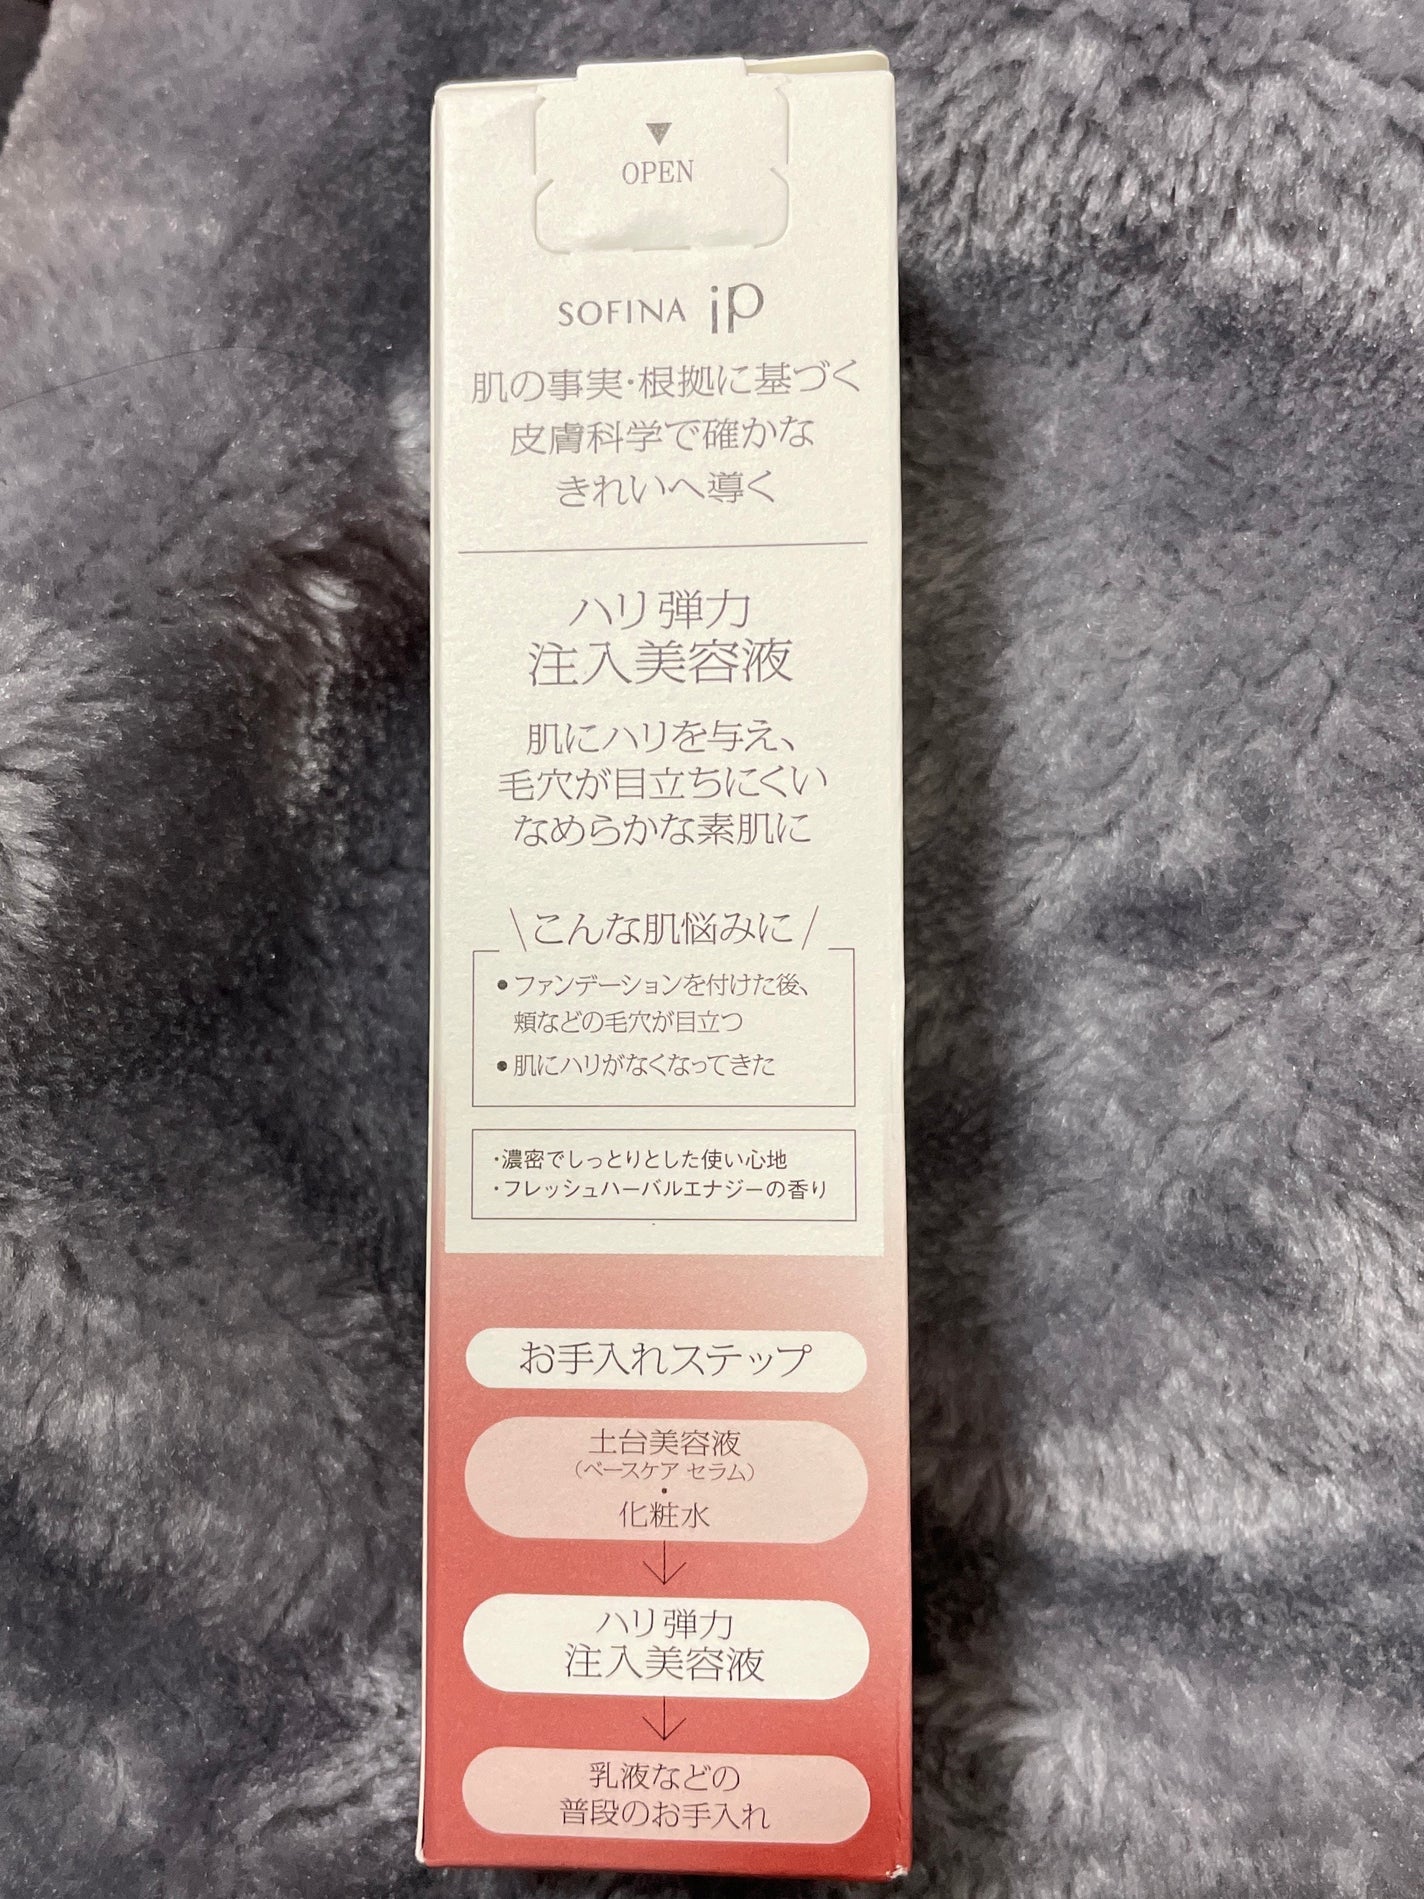 ▼
OPEN
SOFINA iP
肌の事実・根拠に基づく
皮膚科学で確かな
きれいへ導く
ハリ弾力
注入美容液
肌にハリを与え、
毛穴が目立ちにくい
なめらかな素肌に
\こんな肌悩みに/
●ファンデーションを付けた後、
頬などの毛穴が目立つ
●肌にハリがなくなってきた
・濃密でしっとりとした使い心地
・フレッシュハーバルエナジーの香り
お手入れステップ
土台美容液
（ベースケア セラム）
・
化粧水
ハリ弾力
注入美容液
乳液などの
普段のお手入れ